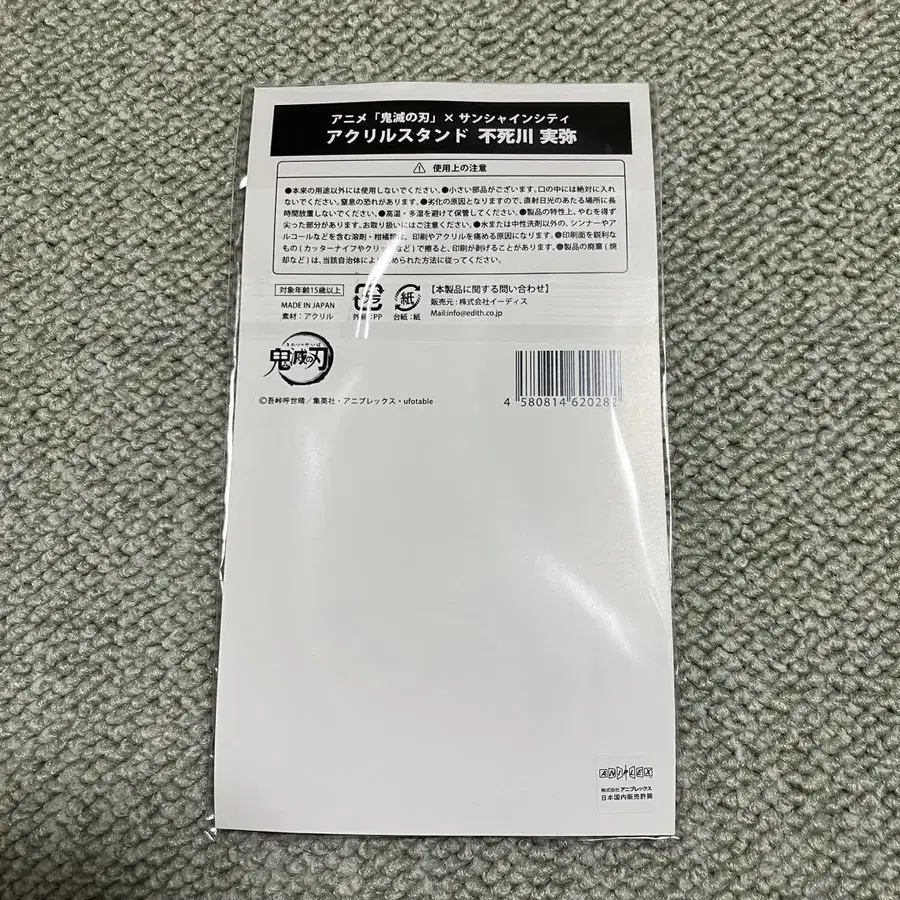 アニメ「鬼滅の刃」× サンシャインシティ
アクリルスタンド 不死川 実弥
使用上の注意
●本来の用途以外には使用しないでください。●小さい部品がございます。口の中には絶対に入れ
ないでください。窒息の恐れがあります。●劣化の原因となりますので、直射日光のあたる場所に長
時間放置しないでください。●高温・多湿を避けて保管してください。●製品の特性上、やむを得ず
尖った部分があります。お取り扱いにはご注意ください。●水または中性洗剤以外の、シンナーやア
ルコールなどを含む溶剤・柑橘類は、印刷やアクリルを痛める原因になります。●印刷面を鋭利な
もの(カッターナイフやクリップなど)で擦ると、印刷が剥げることがあります。●製品の廃棄(焼
却など)は、当該自治体により定められた方法に従ってください。
対象年齢15歳以上
MADE IN JAPAN
素材：アクリル
プラ
外装：PP
紙
台紙：紙
【本製品に関する問い合わせ】
販売元：株式会社イーディス
Mail:info@edith.co.jp
きめつのやいば
鬼滅の刃
©吾峠呼世晴／集英社・アニプレックス・ufotable
4 580814 620282
ANIPLEX
株式会社アニプレックス
日本国内販売許諾